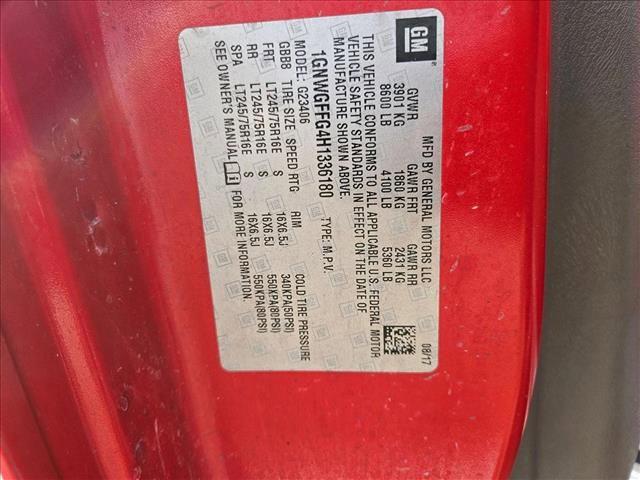 GM
MFD BY GENERAL MOTORS LLC 08/17
GVWR GAWR FRT GAWR RR
3901 KG 1860 KG 2431 KG
8600 LB 4100 LB 5360 LB
THIS VEHICLE CONFORMS TO ALL APPLICABLE U.S. FEDERAL MOTOR
VEHICLE SAFETY STANDARDS IN EFFECT ON THE DATE OF
MANUFACTURE SHOWN ABOVE.
1GNWGFFG4H1336180 TYPE: M.P.V.
MODEL: G23406
GBB8 TIRE SIZE SPEED RTG RIM COLD TIRE PRESSURE
FRT LT245/75R16E S 16X6.5J 340KPA(50PSI)
RR LT245/75R16E S 16X6.5J 550KPA(80PSI)
SPA LT245/75R16E S 16X6.5J 550KPA(80PSI)
SEE OWNER'S MANUAL i FOR MORE INFORMATION.